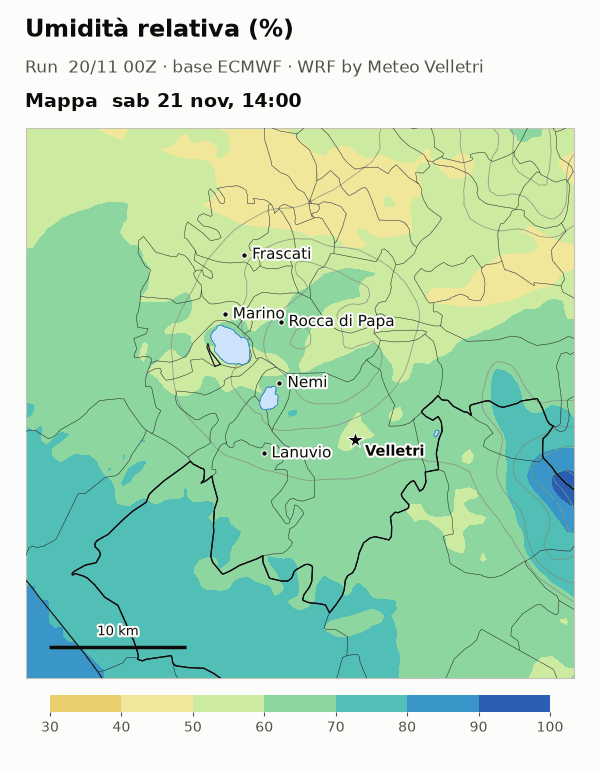 Umidità relativa (%)
Run 20/11 00Z · base ECMWF · WRF by Meteo Velletri
Mappa sab 21 nov, 14:00
Frascati
Marino
Rocca di Papa
Nemi
Velletri
Lanuvio
10 km
30 40 50 60 70 80 90 100